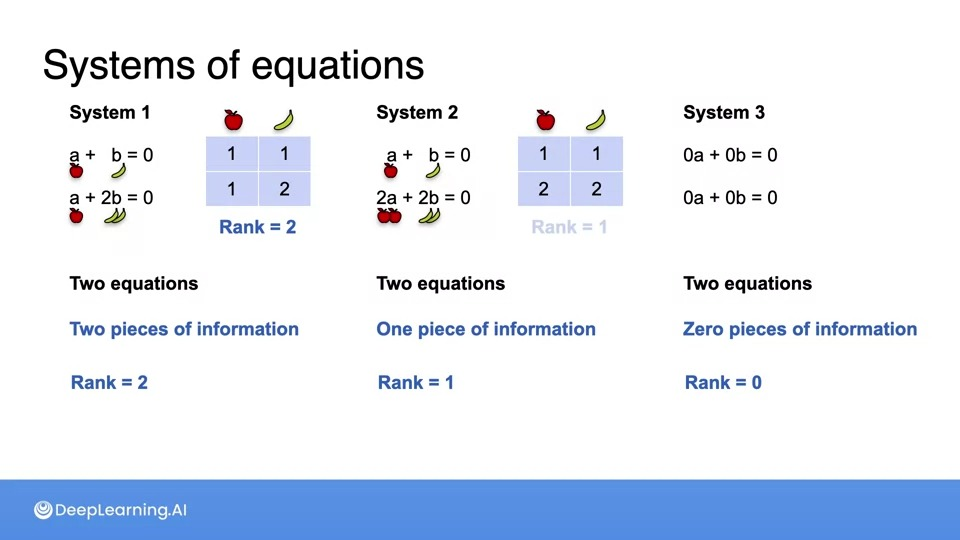 Systems of equations
System 1
a + b = 0
a + 2b = 0
1 1
1 2
Rank = 2
Two equations
Two pieces of information
Rank = 2
System 2
a + b = 0
2a + 2b = 0
1 1
2 2
Rank = 1
Two equations
One piece of information
Rank = 1
System 3
0a + 0b = 0
0a + 0b = 0
Two equations
Zero pieces of information
Rank = 0
DeepLearning.AI